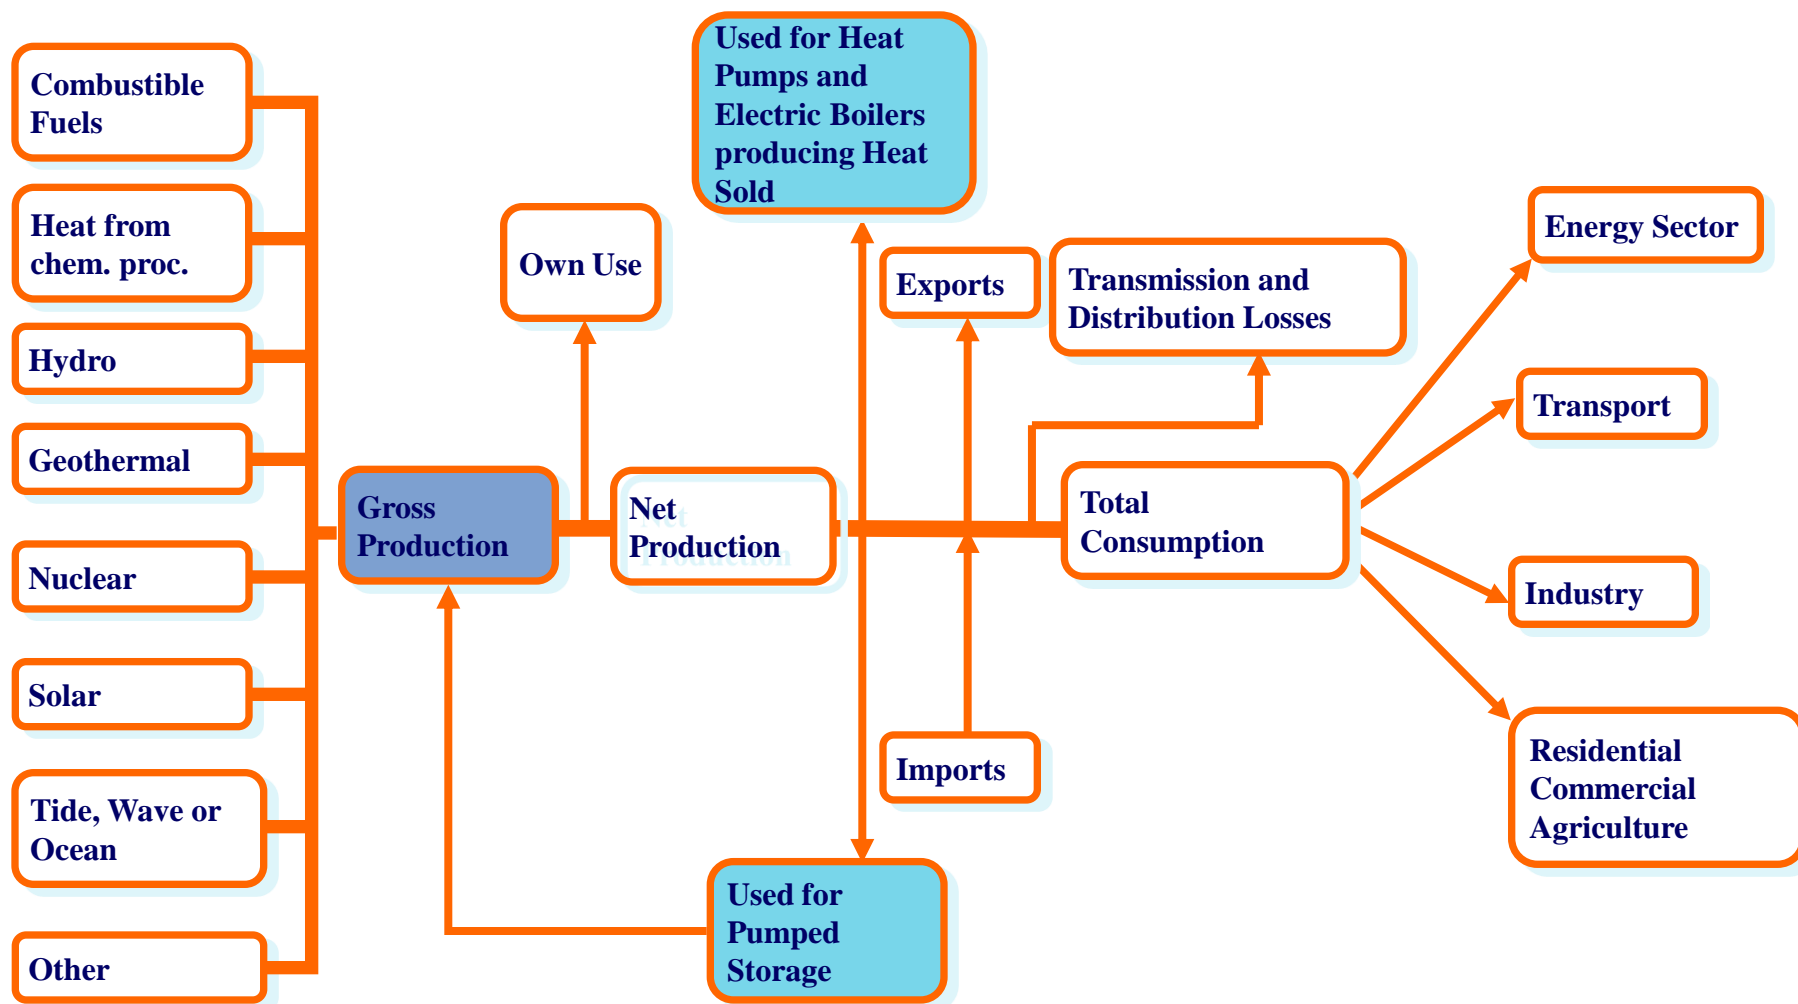 Combustible
Fuels
Heat from
chem. proc.
Hydro
Geothermal
Nuclear
Solar
Tide, Wave or
Ocean
Other
Gross
Production
Own Use
Net
Production
Used for Heat
Pumps and
Electric Boilers
producing Heat
Sold
Used for
Pumped
Storage
Exports
Imports
Transmission and
Distribution Losses
Total
Consumption
Energy Sector
Transport
Industry
Residential
Commercial
Agriculture